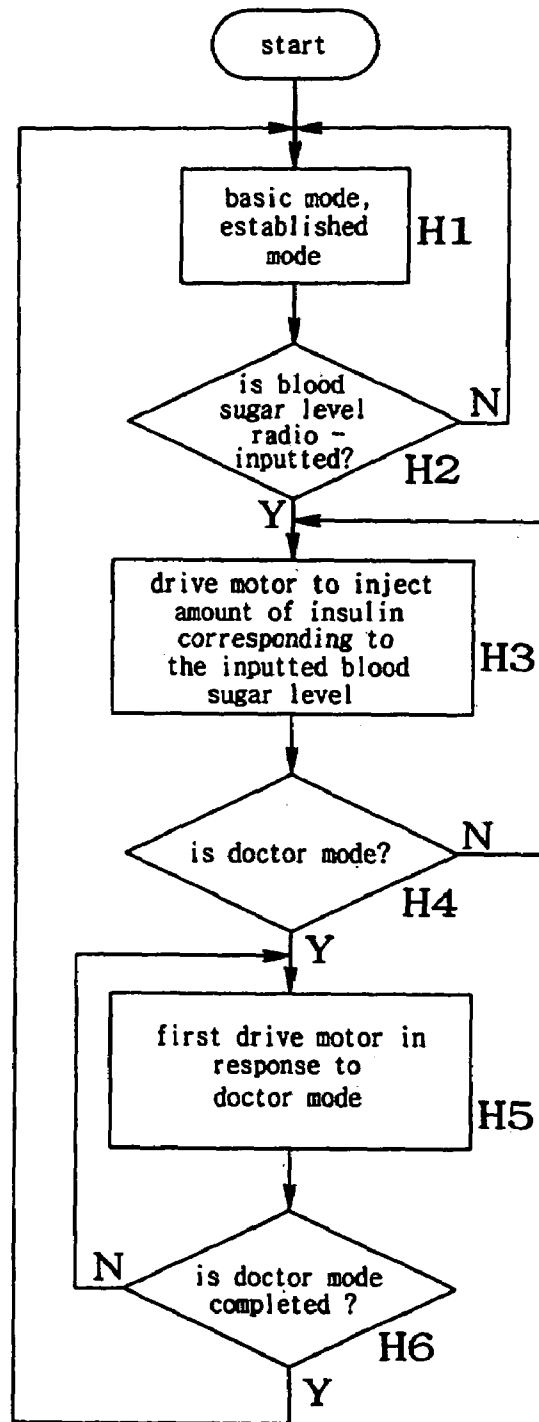 start
basic mode,
established
mode
H1
is blood
sugar level
radio -
inputted?
N
H2
Y
drive motor to inject
amount of insulin
corresponding to
the inputted blood
sugar level
H3
is doctor mode?
N
H4
Y
first drive motor in
response to
doctor mode
H5
N
is doctor mode
completed ?
H6
Y